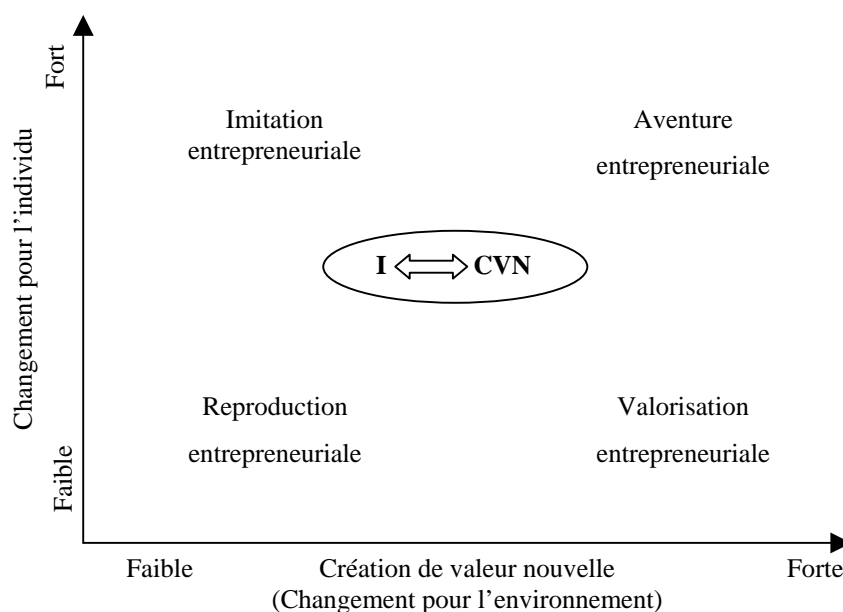 Fort
Changement pour l'individu
Faible
Imitation
entrepreneuriale
Aventure
entrepreneuriale
I CVN
Reproduction
entrepreneuriale
Valorisation
entrepreneuriale
Faible
Création de valeur nouvelle
Forte
(Changement pour l'environnement)